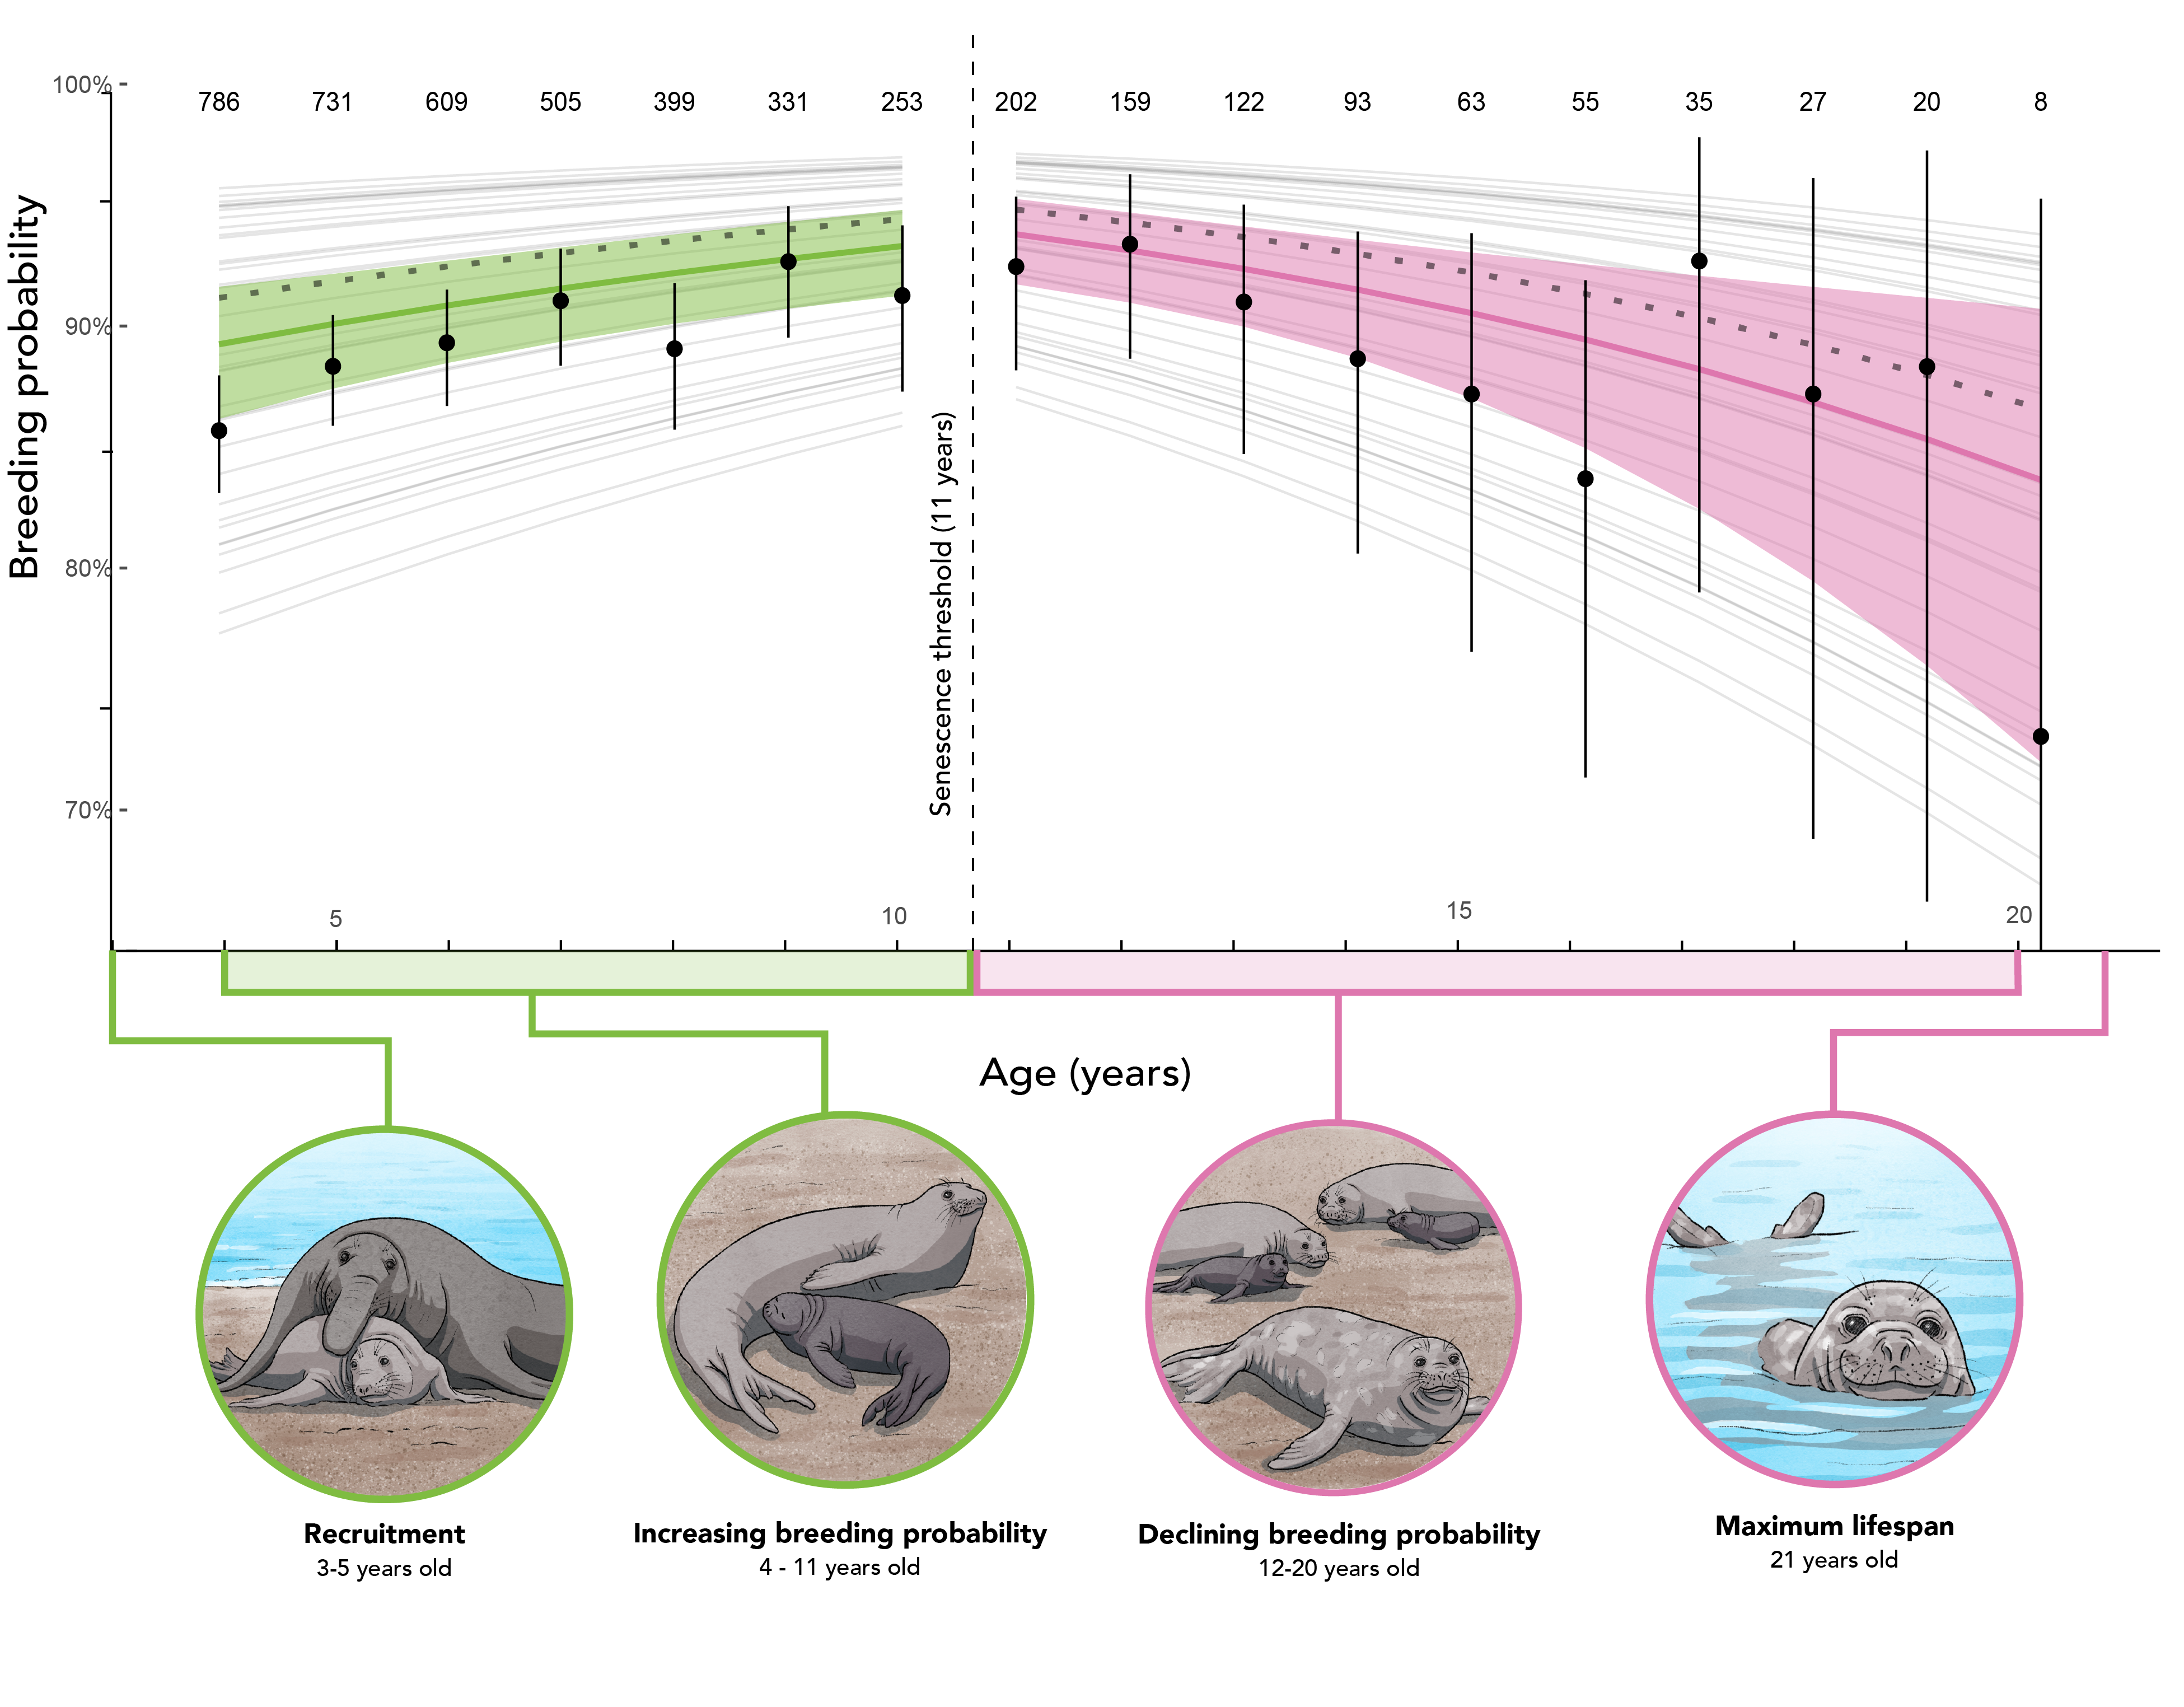 100%
786 731 609 505 399 331 253 202 159 122 93 63 55 35 27 20 8
Breeding probability
90%
80%
70%
Senescence threshold (11 years)
5 10 15 20
Age (years)
Recruitment
3-5 years old
Increasing breeding probability
4 - 11 years old
Declining breeding probability
12-20 years old
Maximum lifespan
21 years old